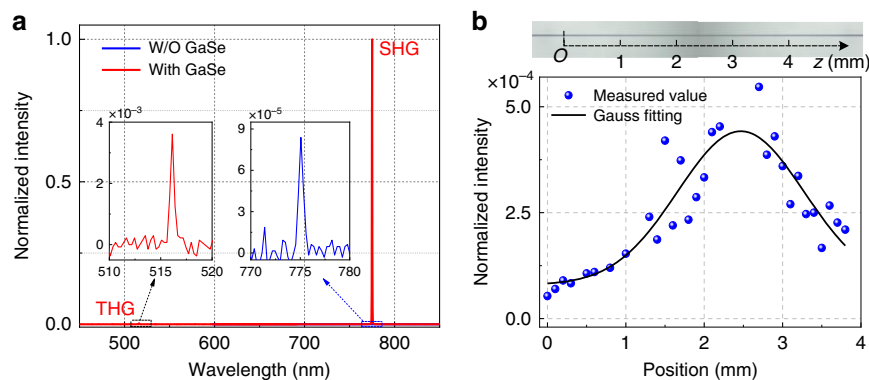 a
W/O GaSe
With GaSe
SHG
THG
×10⁻³
4
2
0
510 515 520
×10⁻⁵
9
6
3
0
770 775 780
Normalized intensity
1.0
0.5
0.0
500 600 700 800
Wavelength (nm)
b
O 1 2 3 4 z (mm)
×10⁻⁴
Measured value
Gauss fitting
Normalized intensity
5.0
2.5
0.0
0 1 2 3 4
Position (mm)